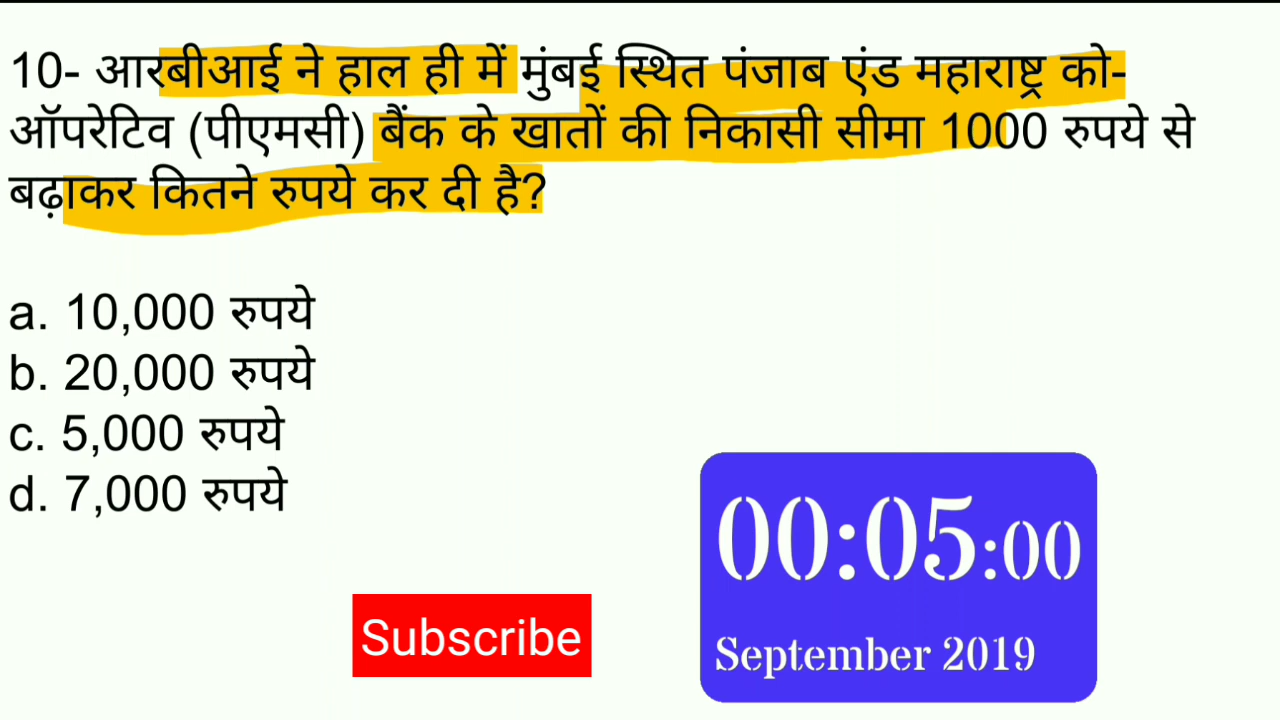 10- आरबीआई ने हाल ही में मुंबई स्थित पंजाब एंड महाराष्ट्र को-
ऑपरेटिव (पीएमसी) बैंक के खातों की निकासी सीमा 1000 रुपये से
बढ़ाकर कितने रुपये कर दी है?
a. 10,000 रुपये
b. 20,000 रुपये
c. 5,000 रुपये
d. 7,000 रुपये
00:05:00
Subscribe
September 2019